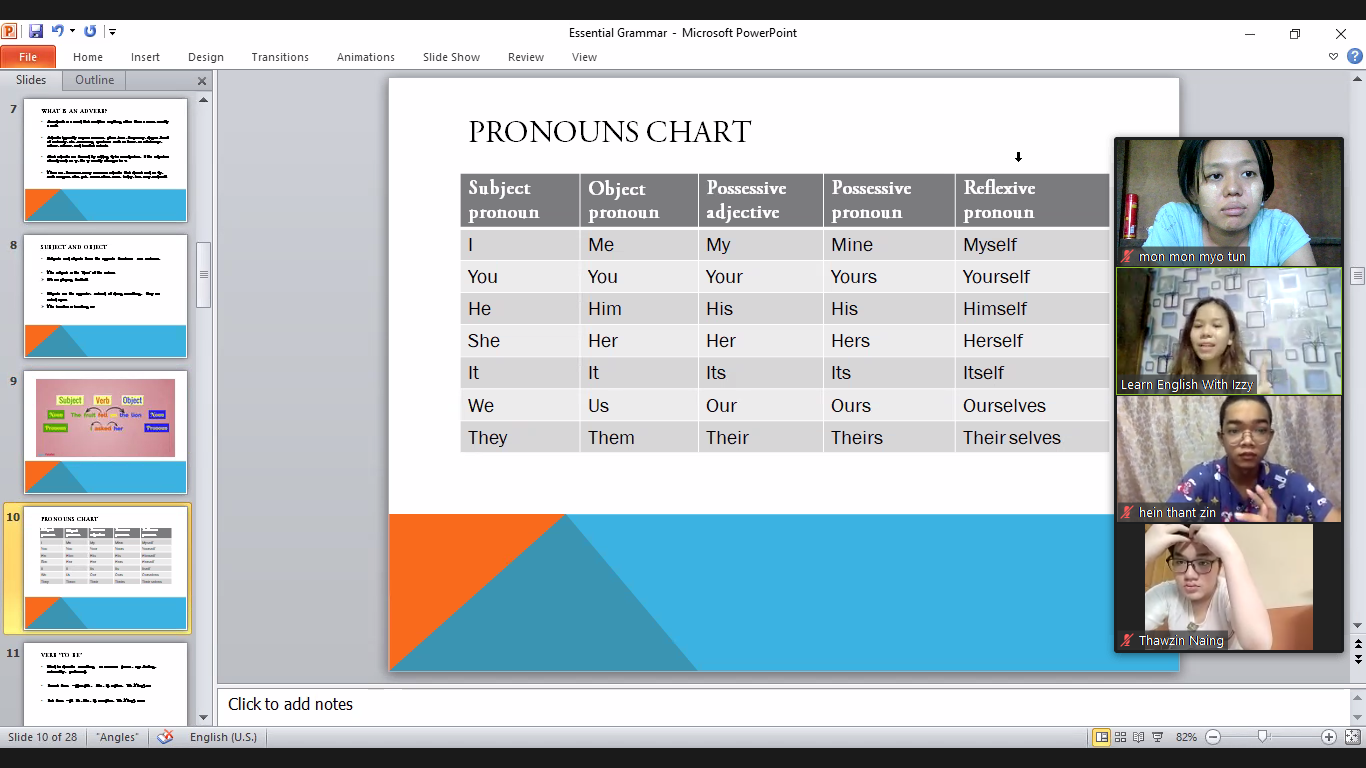 Essential Grammar - Microsoft PowerPoint
File Home Insert Design Transitions Animations Slide Show Review View
Slides Outline
7
WHAT IS AN ADVERB?
8
SUBJECT AND OBJECT
9
Subject Verb Object
Noun The fruit fell the lion Noun
Pronoun I asked her Pronoun
10
PRONOUNS CHART
11
VERB "TO BE"
PRONOUNS CHART
Subject pronoun Object pronoun Possessive adjective Possessive pronoun Reflexive pronoun
I Me My Mine Myself
You You Your Yours Yourself
He Him His His Himself
She Her Her Hers Herself
It It Its Its Itself
We Us Our Ours Ourselves
They Them Their Theirs Their selves
mon mon myo tun
Learn English With Izzy
hein thant zin
Thawzin Naing
Click to add notes
Slide 10 of 28 "Angles" English (U.S.) 82%